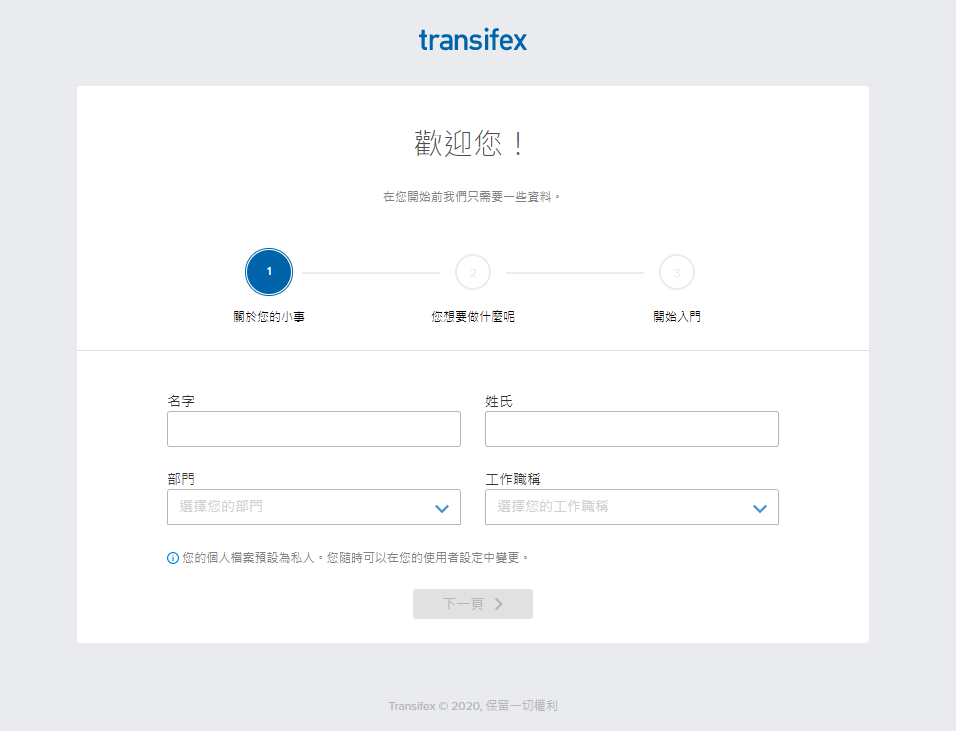 transifex
歡迎您！
在您開始前我們只需要一些資料。
1
2
3
關於您的小事
您想要做什麼呢
開始入門
名字
姓氏
部門
工作職稱
選擇您的部門
選擇您的工作職稱
您的個人檔案預設為私人。您隨時可以在您的使用者設定中變更。
下一頁
Transifex © 2020, 保留一切權利